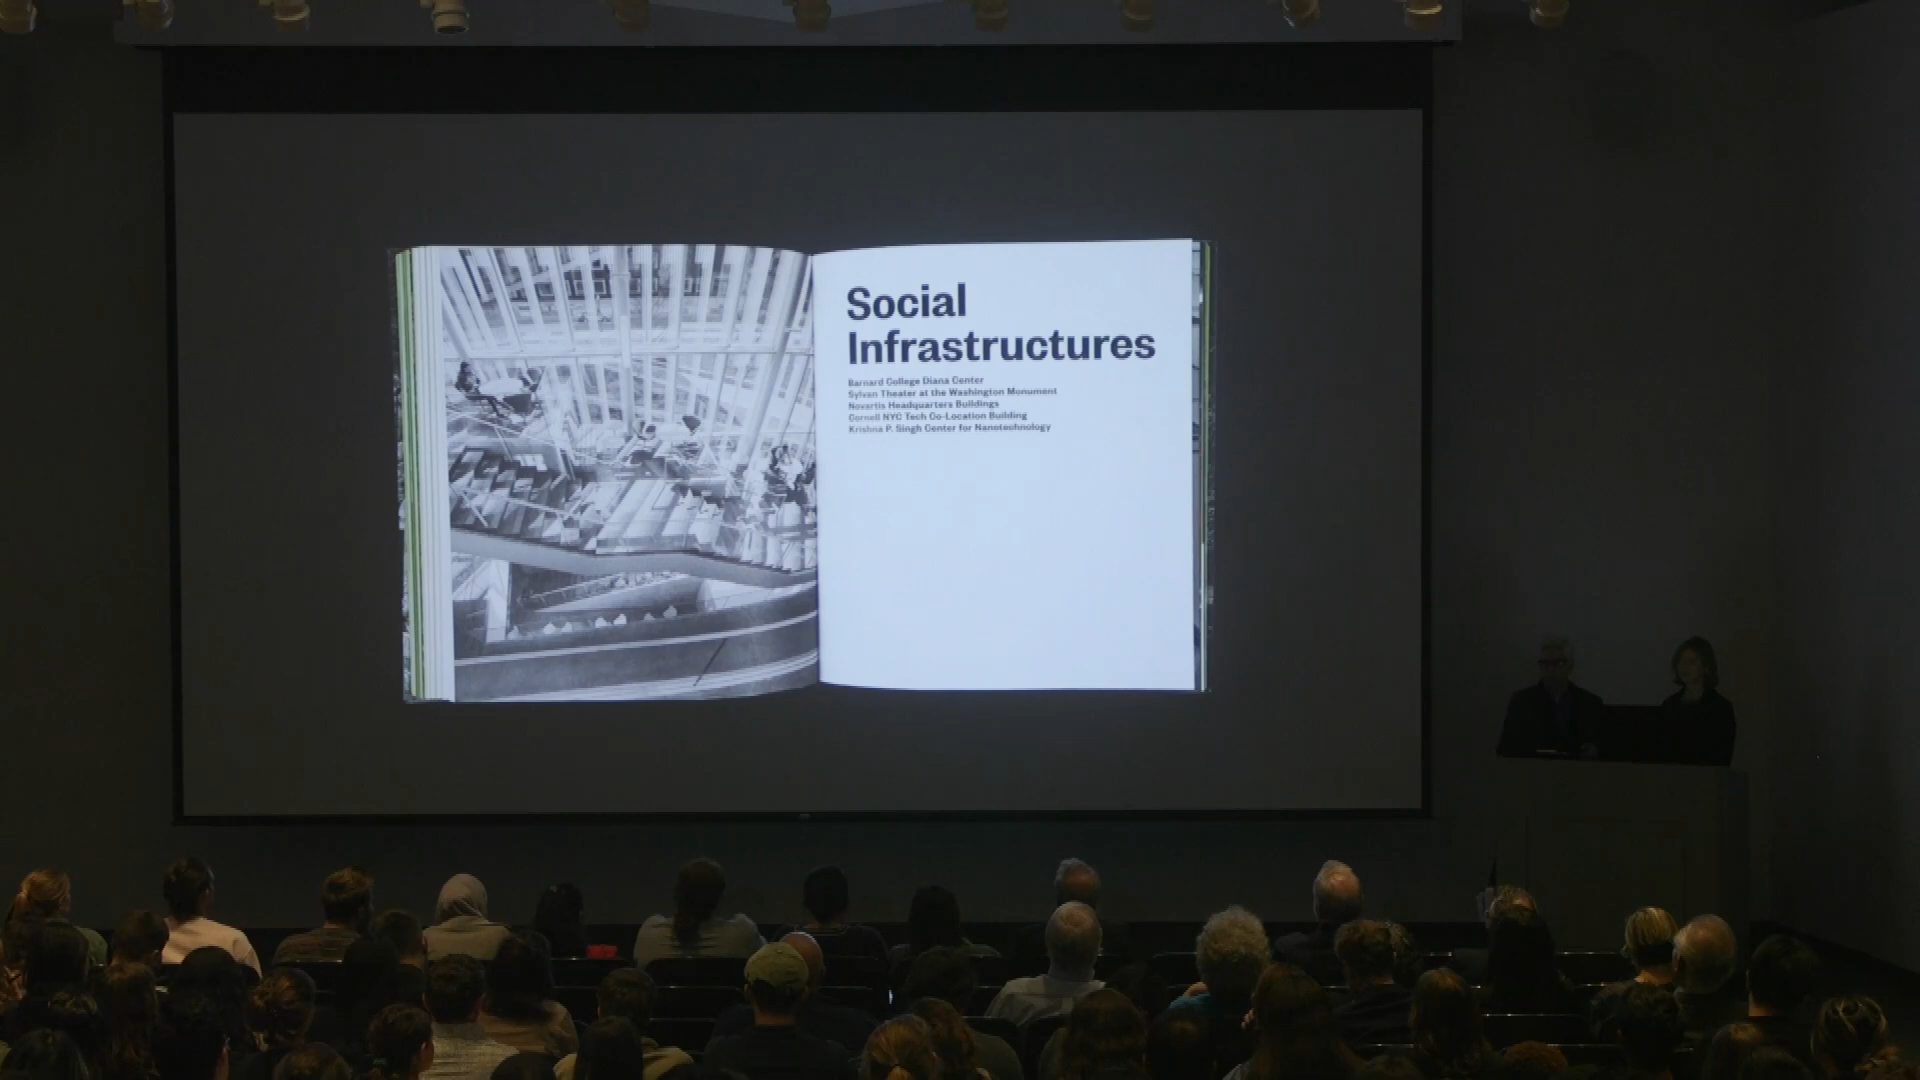 Social
Infrastructures
Barnard College Diana Center
Sylvan Theater at the Washington Monument
Novartis Headquarters Buildings
Cornell NYC Tech Co-Location Building
Krishna P. Singh Center for Nanotechnology